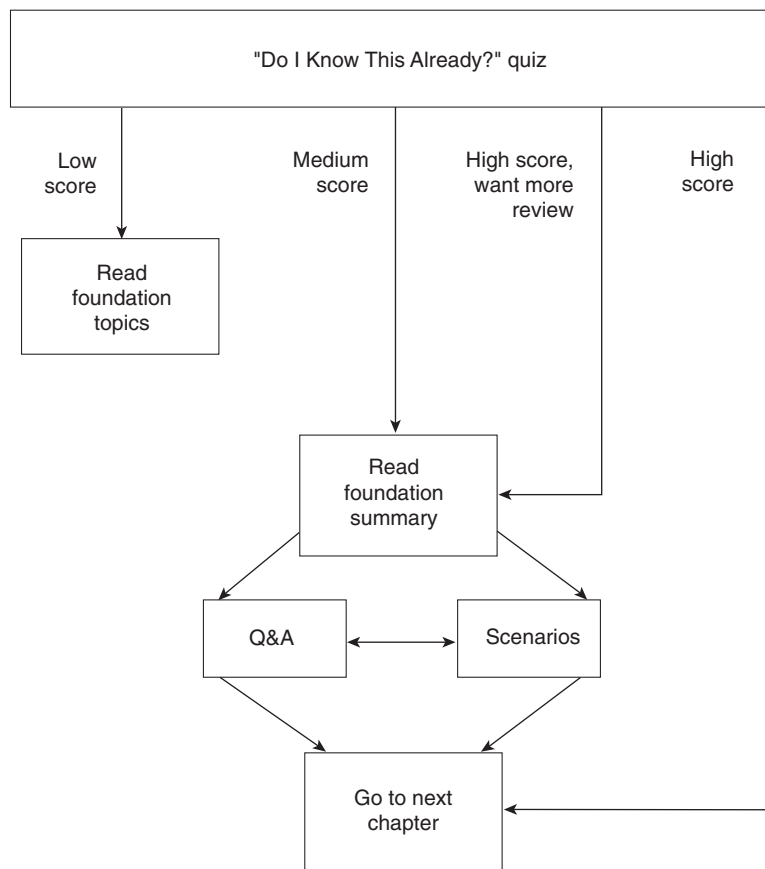 "Do I Know This Already?" quiz
Low
score
Medium
score
High score,
want more
review
High
score
Read
foundation
topics
Read
foundation
summary
Q&A
Scenarios
Go to next
chapter